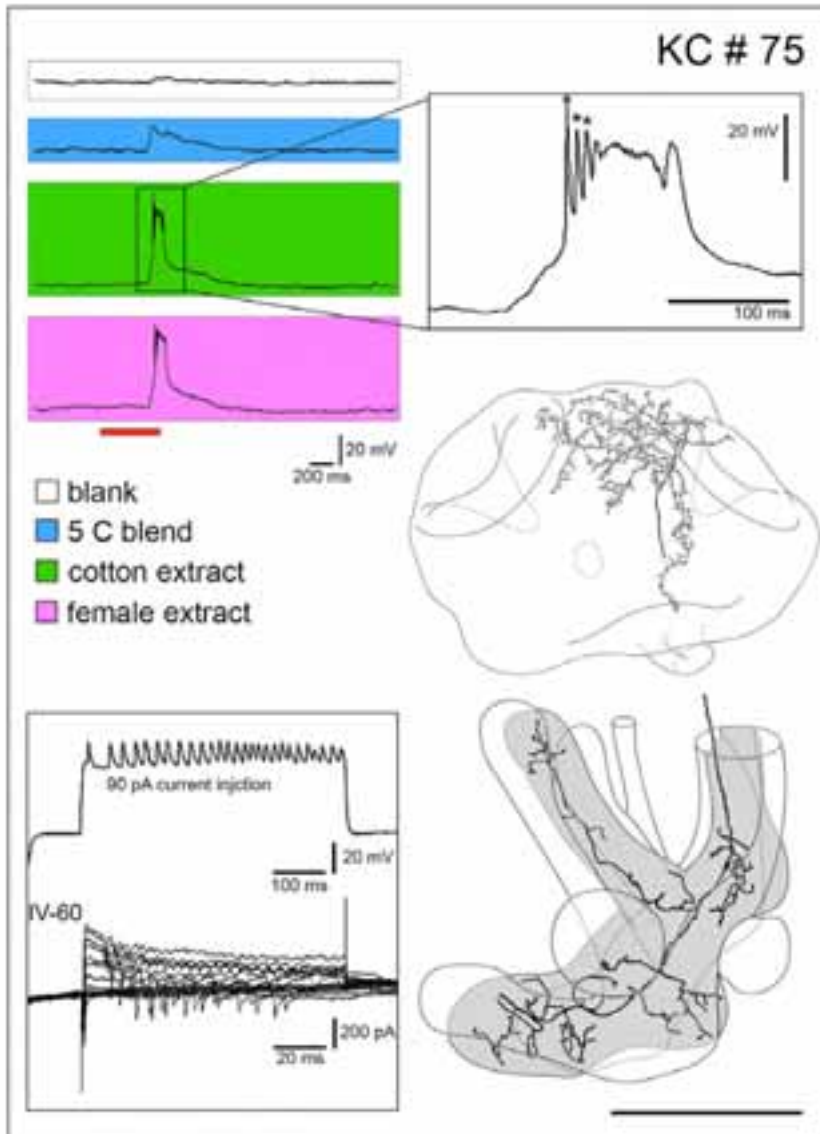 KC # 75
20 mV
100 ms
20 mV
200 ms
blank
5 C blend
cotton extract
female extract
90 pA current injction
20 mV
100 ms
IV-60
200 pA
20 ms